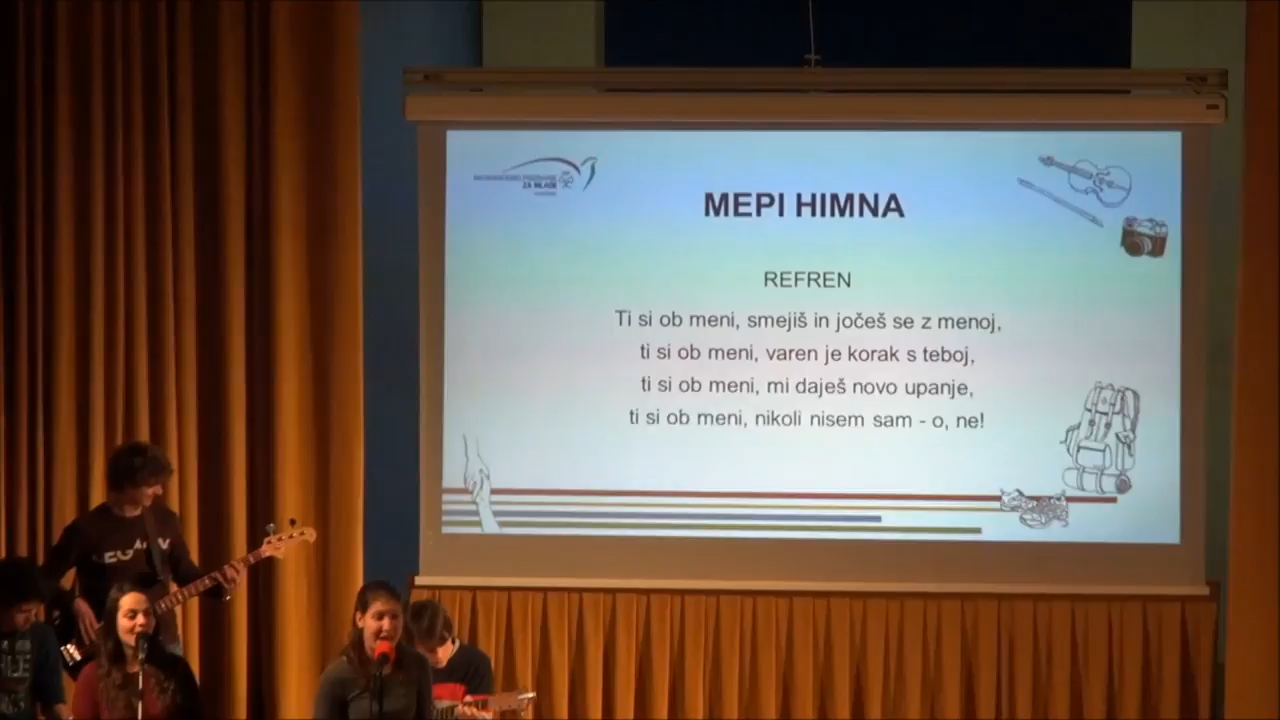 ZA MLADE
MEPI HIMNA
REFREN
Ti si ob meni, smejiš in jočeš se z menoj,
ti si ob meni, varen je korak s teboj,
ti si ob meni, mi daješ novo upanje,
ti si ob meni, nikoli nisem sam - o, ne!